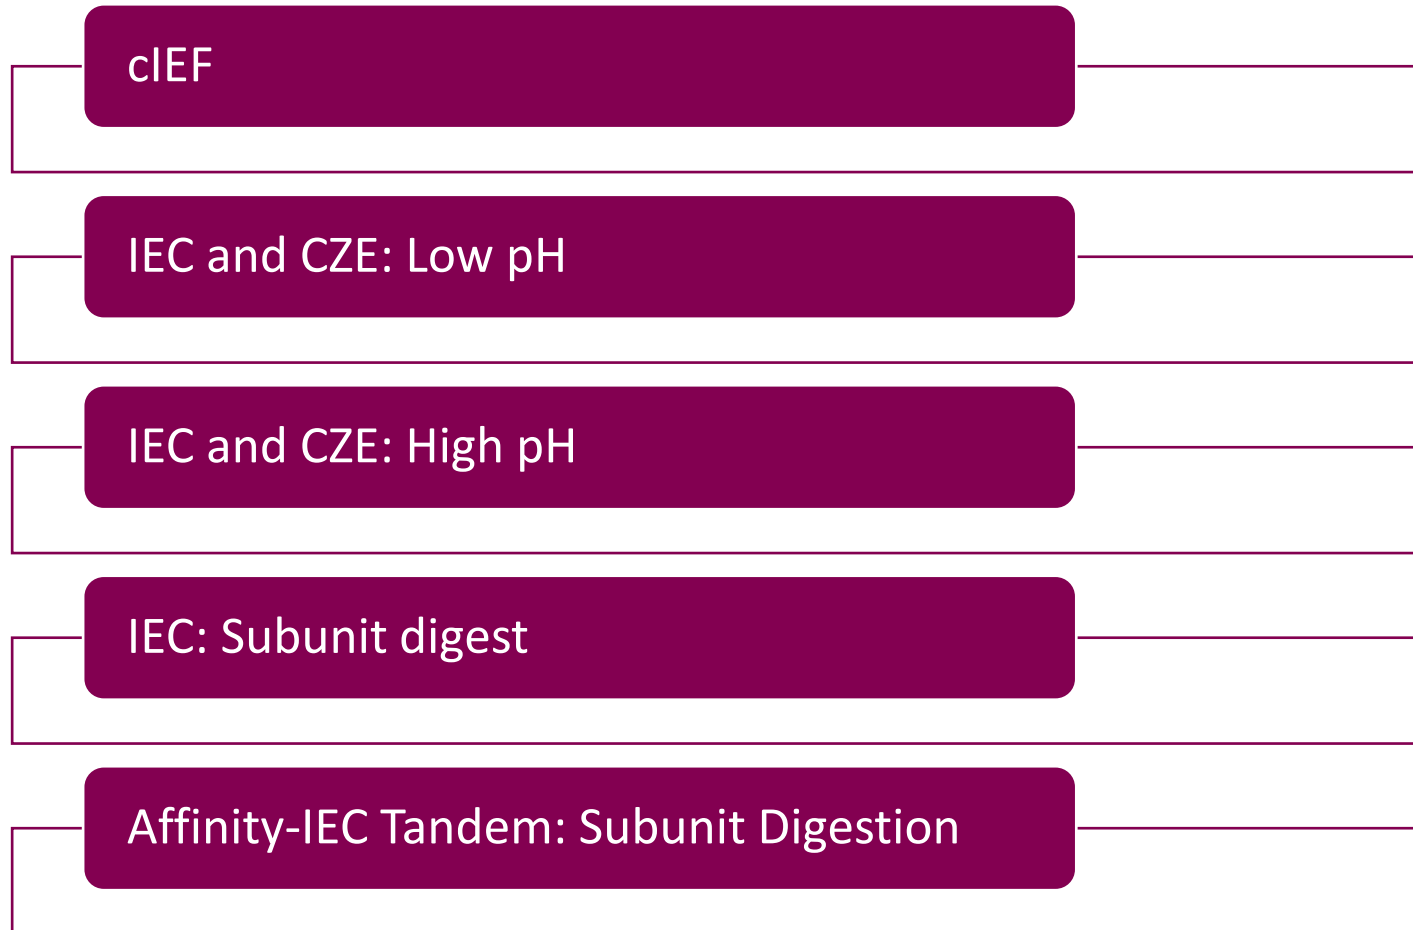 cIEF
IEC and CZE: Low pH
IEC and CZE: High pH
IEC: Subunit digest
Affinity-IEC Tandem: Subunit Digestion